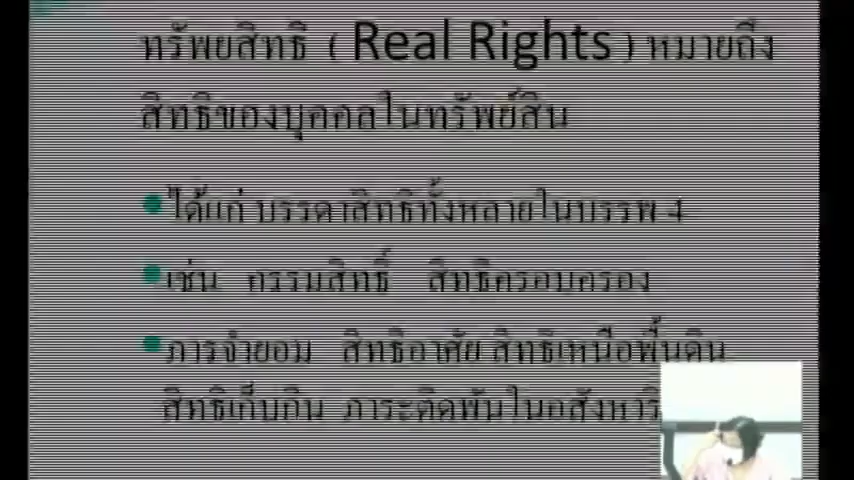 ทรัพยสิทธิ ( Real Rights ) หมายถึง
สิทธิของบุคคลในทรัพย์สิน
ได้แก่ บรรดาสิทธิทั้งหลายในบรรพ 4
เช่น กรรมสิทธิ์ สิทธิครอบครอง
ภารจำยอม สิทธิอาศัย สิทธิเหนือพื้นดิน
สิทธิเก็บกิน ภาระติดพันใน